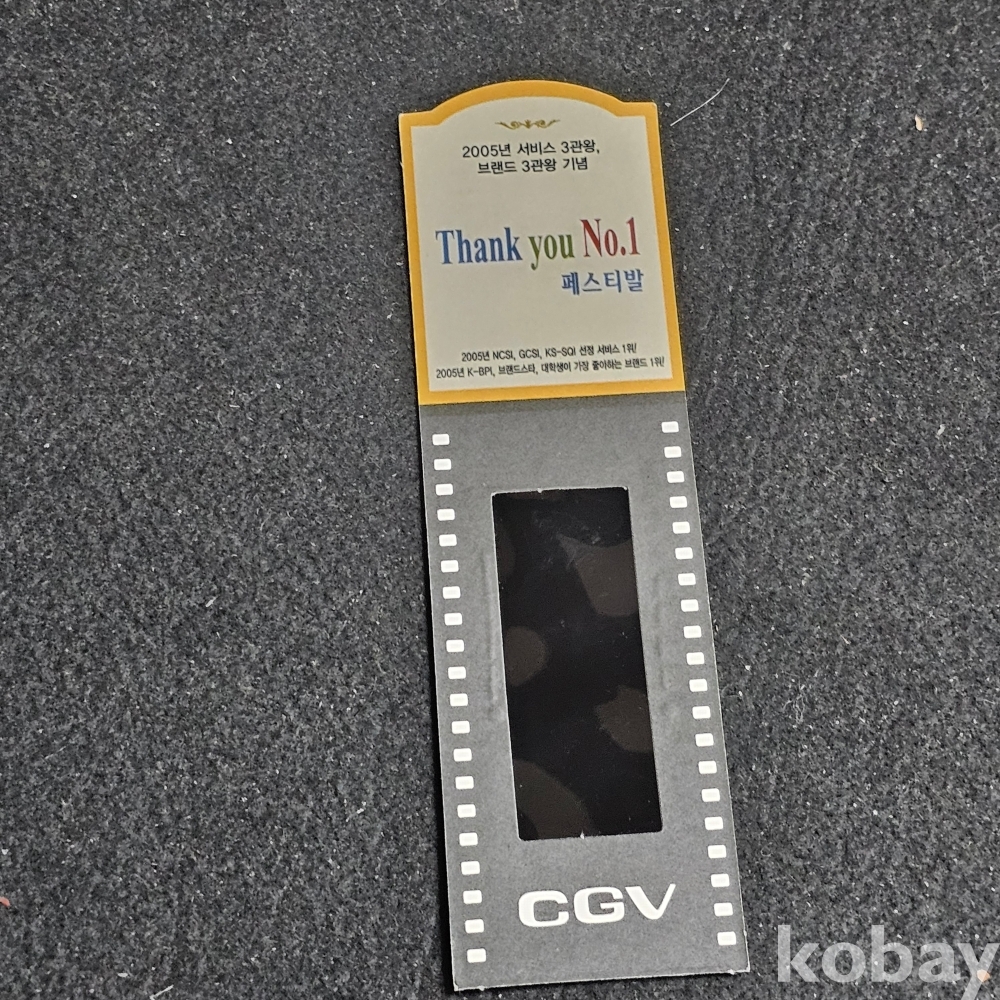 2005년 서비스 3관왕,
브랜드 3관왕 기념
Thank you No.1
페스티발
2005년 NCSI, GCSI, KS-SQI 선정 서비스 1위!
2005년 K-BPI, 브랜드스타, 대학생이 가장 좋아하는 브랜드 1위!
CGV
kobay